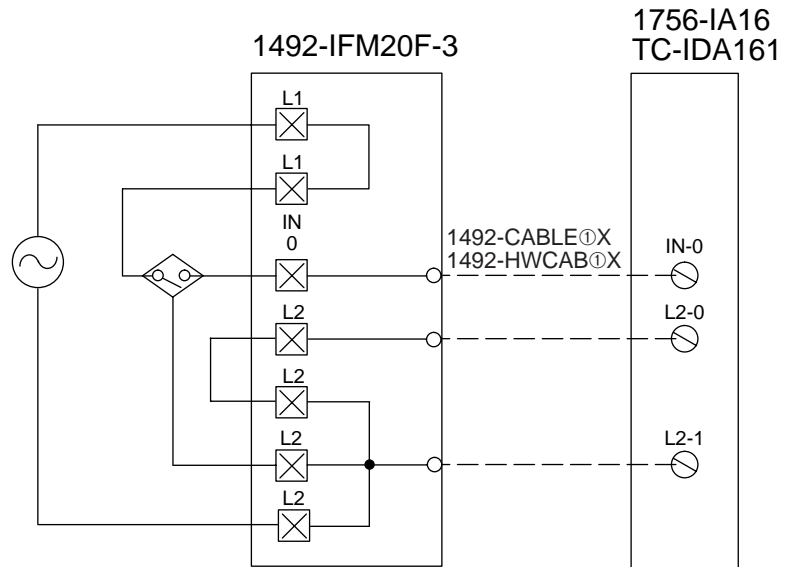 1756-IA16
TC-IDA161
1492-IFM20F-3
L1
L1
IN
0
1492-CABLE①X
1492-HWCAB①X
IN-0
L2
L2-0
L2
L2
L2-1
L2